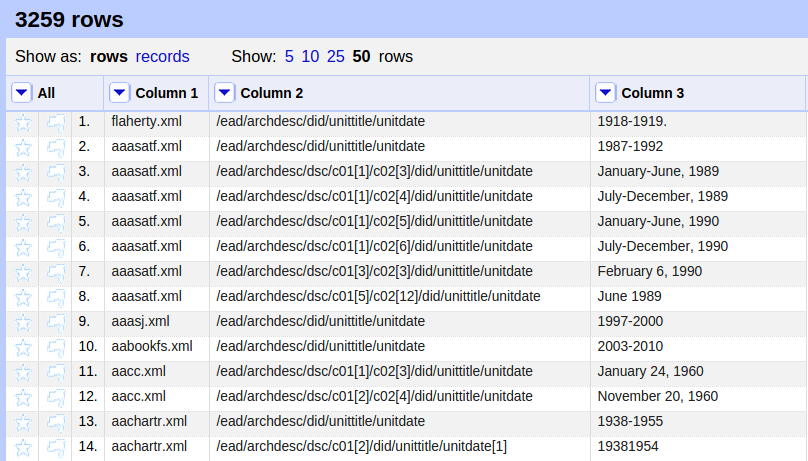 3259 rows
Show as: rows records Show: 5 10 25 50 rows
All Column 1 Column 2 Column 3
1. flaherty.xml /ead/archdesc/did/unittitle/unitdate 1918-1919.
2. aaasatf.xml /ead/archdesc/did/unittitle/unitdate 1987-1992
3. aaasatf.xml /ead/archdesc/dsc/c01[1]/c02[3]/did/unittitle/unitdate January-June, 1989
4. aaasatf.xml /ead/archdesc/dsc/c01[1]/c02[4]/did/unittitle/unitdate July-December, 1989
5. aaasatf.xml /ead/archdesc/dsc/c01[1]/c02[5]/did/unittitle/unitdate January-June, 1990
6. aaasatf.xml /ead/archdesc/dsc/c01[1]/c02[6]/did/unittitle/unitdate July-December, 1990
7. aaasatf.xml /ead/archdesc/dsc/c01[3]/c02[3]/did/unittitle/unitdate February 6, 1990
8. aaasatf.xml /ead/archdesc/dsc/c01[5]/c02[12]/did/unittitle/unitdate June 1989
9. aaasj.xml /ead/archdesc/did/unittitle/unitdate 1997-2000
10. aabookfs.xml /ead/archdesc/did/unittitle/unitdate 2003-2010
11. aacc.xml /ead/archdesc/dsc/c01[1]/c02[3]/did/unittitle/unitdate January 24, 1960
12. aacc.xml /ead/archdesc/dsc/c01[2]/c02[4]/did/unittitle/unitdate November 20, 1960
13. aachartr.xml /ead/archdesc/did/unittitle/unitdate 1938-1955
14. aachartr.xml /ead/archdesc/dsc/c01[2]/did/unittitle/unitdate[1] 19381954